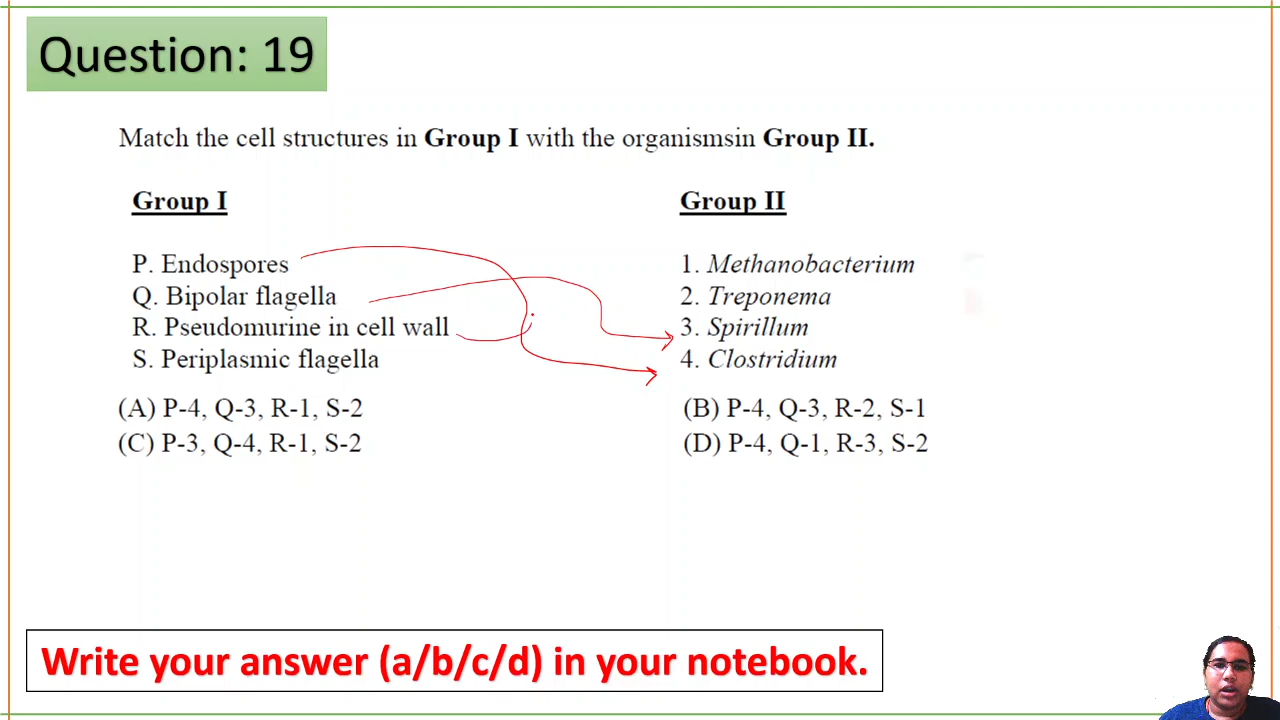 Question: 19
Match the cell structures in Group I with the organismsin Group II.
Group I
Group II
P. Endospores
1. Methanobacterium
Q. Bipolar flagella
2. Treponema
R. Pseudomurine in cell wall
3. Spirillum
S. Periplasmic flagella
4. Clostridium
(A) P-4, Q-3, R-1, S-2
(B) P-4, Q-3, R-2, S-1
(C) P-3, Q-4, R-1, S-2
(D) P-4, Q-1, R-3, S-2
Write your answer (a/b/c/d) in your notebook.